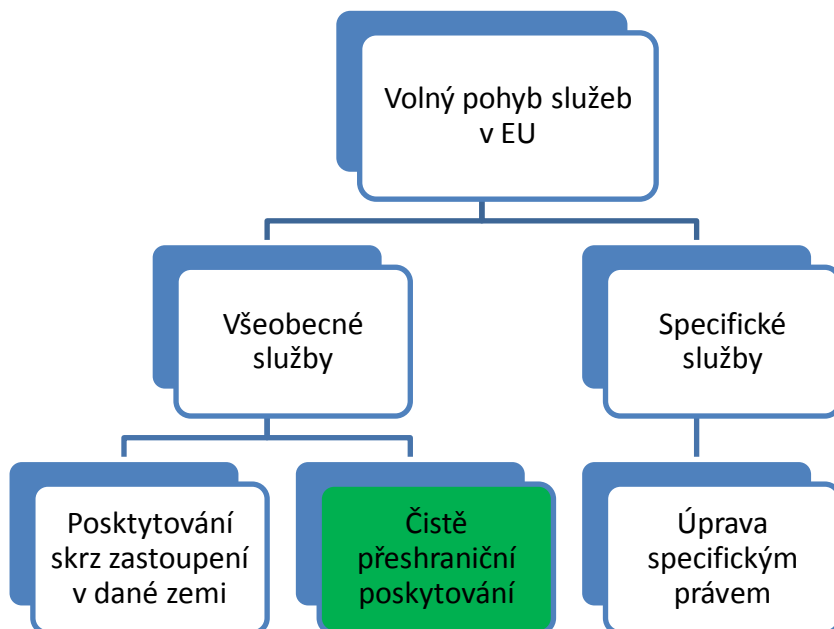 Volný pohyb služeb
v EU
Všeobecné
služby
Specifické
služby
Posktytování
skrz zastoupení
v dané zemi
Čistě
přeshraniční
poskytování
Úprava
specifickým
právem